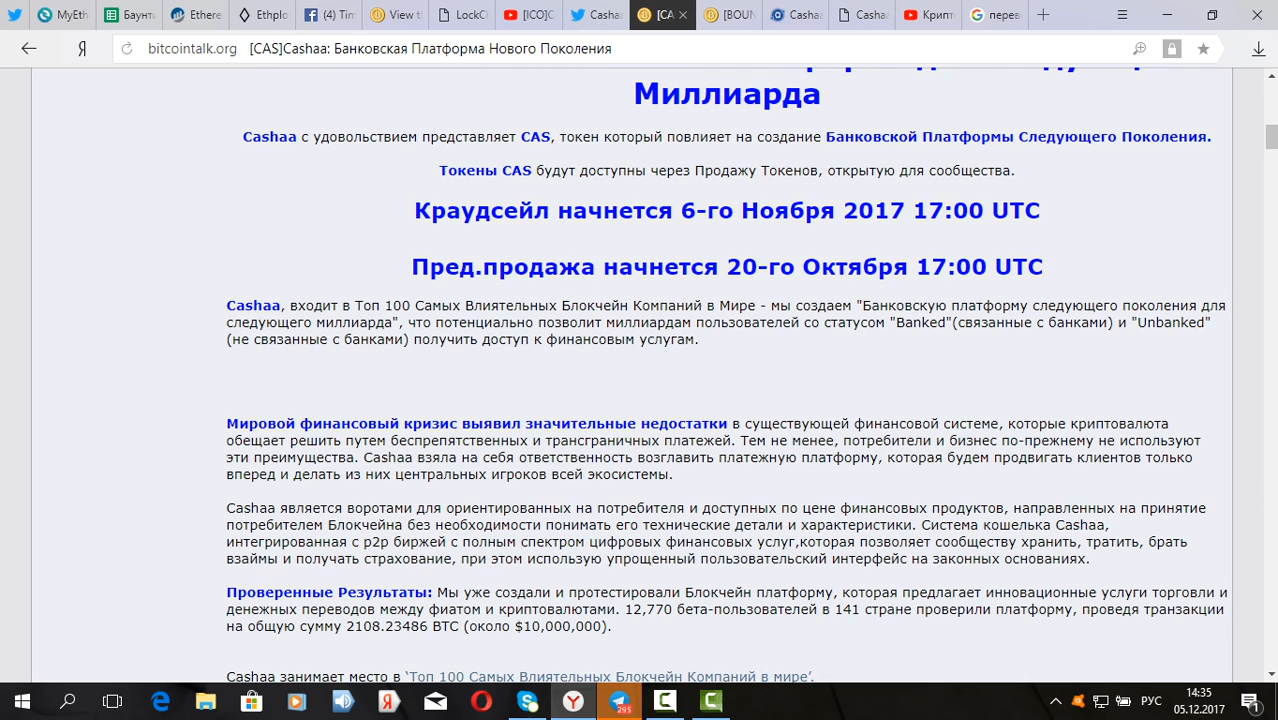 MyEth
Баунт
Ethere
Ethplo
(4) Tim
View t
LockC
[ICO]C
Cashaa
[CA
[BOUN
Cashaa
Cashaa
Крипт
перев
bitcointalk.org [CAS]Cashaa: Банковская Платформа Нового Поколения
Миллиарда
Cashaa с удовольствием представляет CAS, токен который повлияет на создание Банковской Платформы Следующего Поколения.
Токены CAS будут доступны через Продажу Токенов, открытую для сообщества.
Краудсейл начнется 6-го Ноября 2017 17:00 UTC
Пред.продажа начнется 20-го Октября 17:00 UTC
Cashaa, входит в Топ 100 Самых Влиятельных Блокчейн Компаний в Мире - мы создаем "Банковскую платформу следующего поколения для
следующего миллиарда", что потенциально позволит миллиардам пользователей со статусом "Banked"(связанные с банками) и "Unbanked"
(не связанные с банками) получить доступ к финансовым услугам.
Мировой финансовый кризис выявил значительные недостатки в существующей финансовой системе, которые криптовалюта
обещает решить путем беспрепятственных и трансграничных платежей. Тем не менее, потребители и бизнес по-прежнему не используют
эти преимущества. Cashaa взяла на себя ответственность возглавить платежную платформу, которая будем продвигать клиентов только
вперед и делать из них центральных игроков всей экосистемы.
Cashaa является воротами для ориентированных на потребителя и доступных по цене финансовых продуктов, направленных на принятие
потребителем Блокчейна без необходимости понимать его технические детали и характеристики. Система кошелька Cashaa,
интегрированная с p2p биржей с полным спектром цифровых финансовых услуг,которая позволяет сообществу хранить, тратить, брать
взаймы и получать страхование, при этом использую упрощенный пользовательский интерфейс на законных основаниях.
Проверенные Результаты: Мы уже создали и протестировали Блокчейн платформу, которая предлагает инновационные услуги торговли и
денежных переводов между фиатом и криптовалютами. 12,770 бета-пользователей в 141 стране проверили платформу, проведя транзакции
на общую сумму 2108.23486 BTC (около $10,000,000).
Cashaa занимает место в 'Топ 100 Самых Влиятельных Блокчейн Компаний в мире'.
295
РУС
14:35
05.12.2017